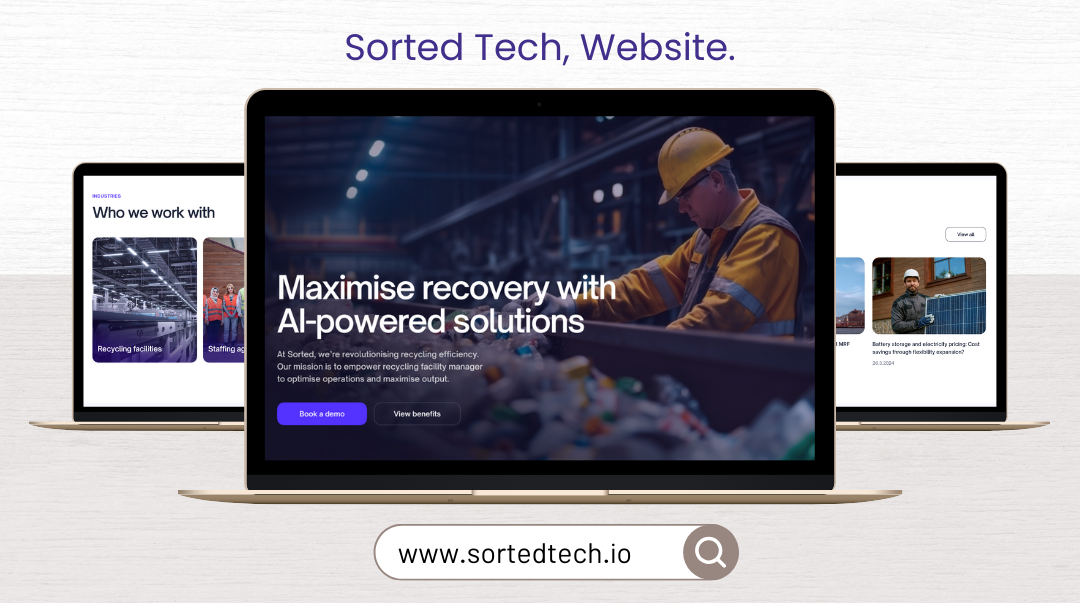 Sorted Tech, Website.
INDUSTRIES
Who we work with
Recycling facilities
Staffing ag
Maximise recovery with
AI-powered solutions
At Sorted, we're revolutionising recycling efficiency.
Our mission is to empower recycling facility manager
to optimise operations and maximise output.
Book a demo
View benefits
View all
MRF
Battery storage and electricity pricing: Cost
savings through flexibility expansion?
26.3.2024
www.sortedtech.io